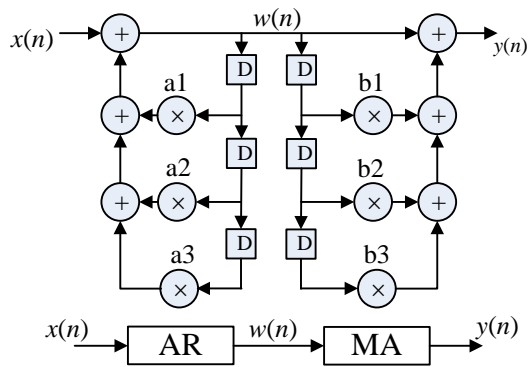 x(n) + w(n) + y(n)
D D
a1 b1
+ × × +
D D
a2 b2
+ × × +
D D
a3 b3
× ×
x(n) AR w(n) MA y(n)